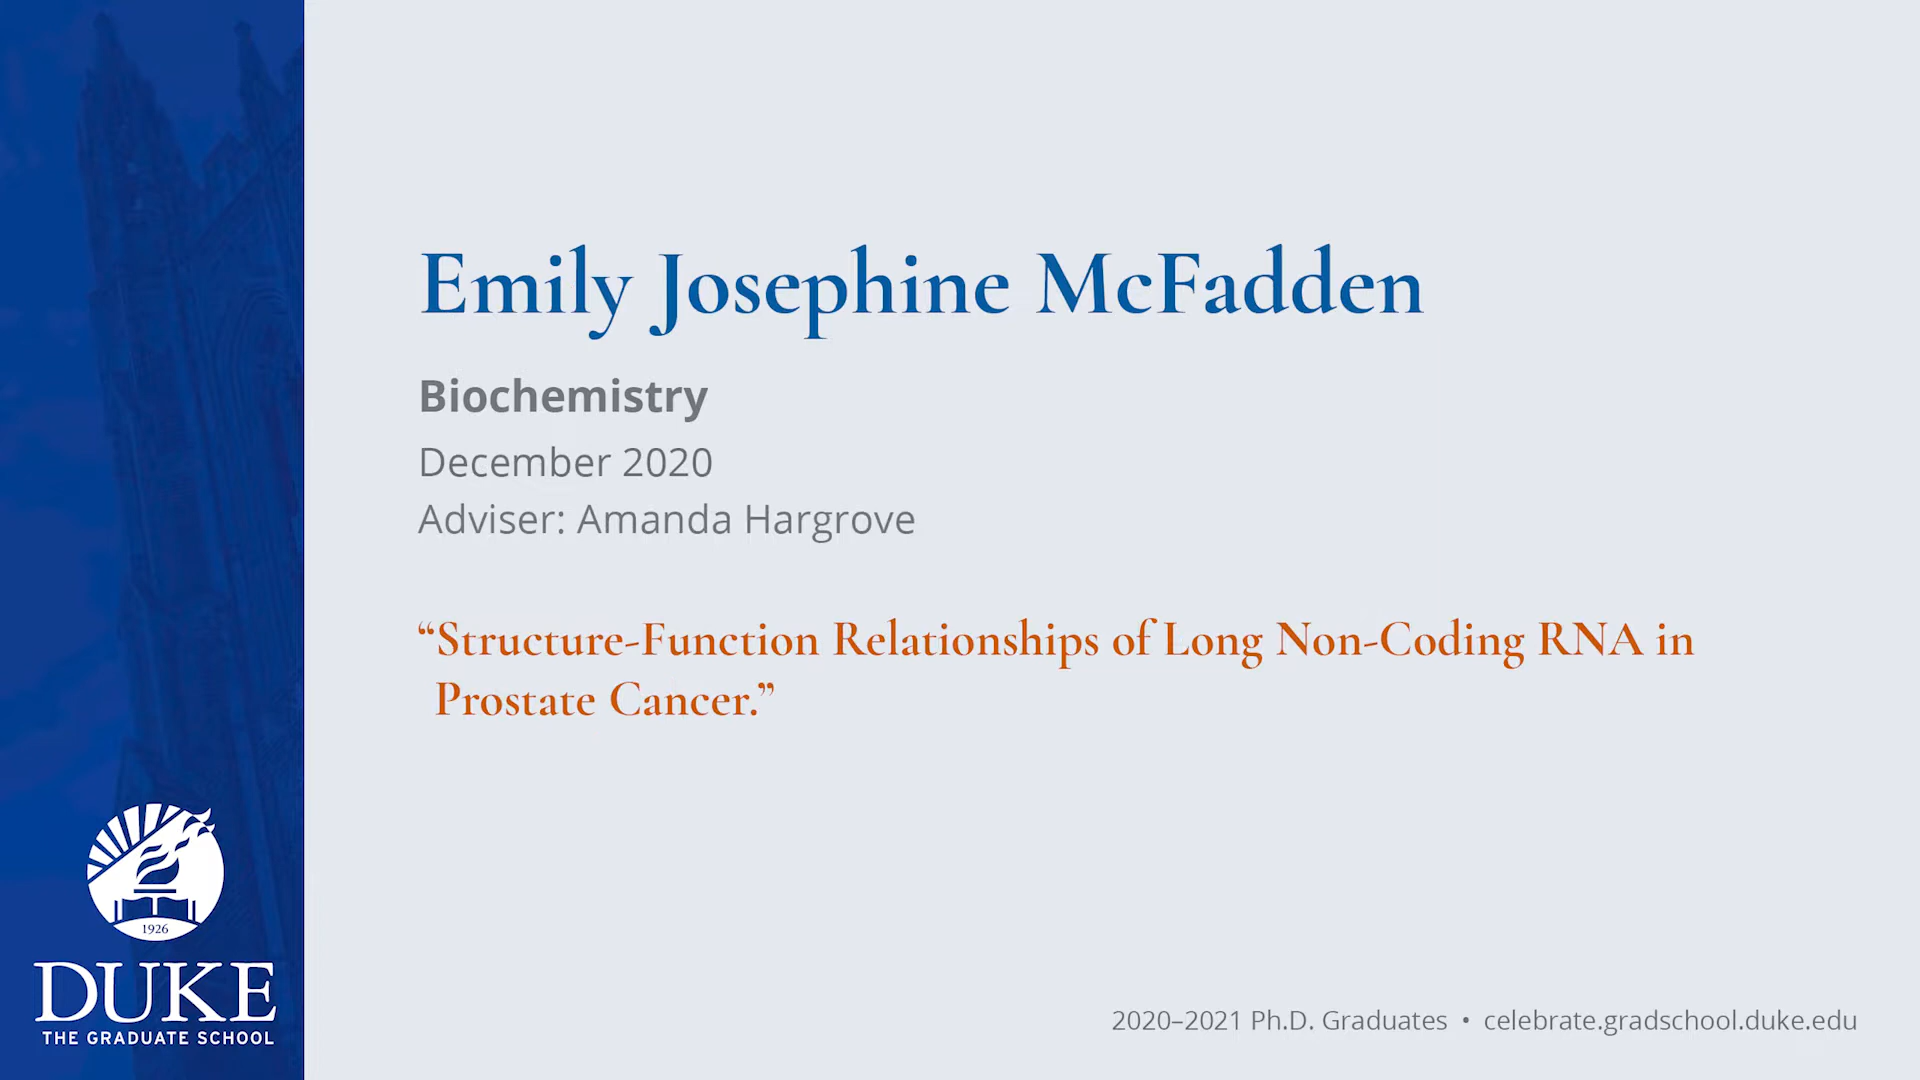 Emily Josephine McFadden
Biochemistry
December 2020
Adviser: Amanda Hargrove
“Structure-Function Relationships of Long Non-Coding RNA in
Prostate Cancer.”
1926
DUKE
THE GRADUATE SCHOOL
2020–2021 Ph.D. Graduates • celebrate.gradschool.duke.edu